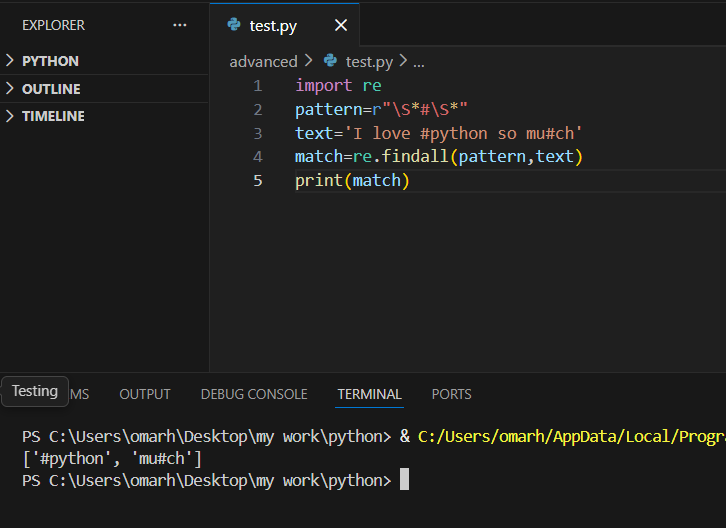 EXPLORER ...
test.py
PYTHON
OUTLINE
TIMELINE
advanced > test.py > ...
1 import re
2 pattern=r"\S*#\S*"
3 text='I love #python so mu#ch'
4 match=re.findall(pattern,text)
5 print(match)
Testing
MS OUTPUT DEBUG CONSOLE TERMINAL PORTS
PS C:\Users\omarh\Desktop\my work\python> & C:/Users/omarh/AppData/Local/Progra
['#python', 'mu#ch']
PS C:\Users\omarh\Desktop\my work\python>